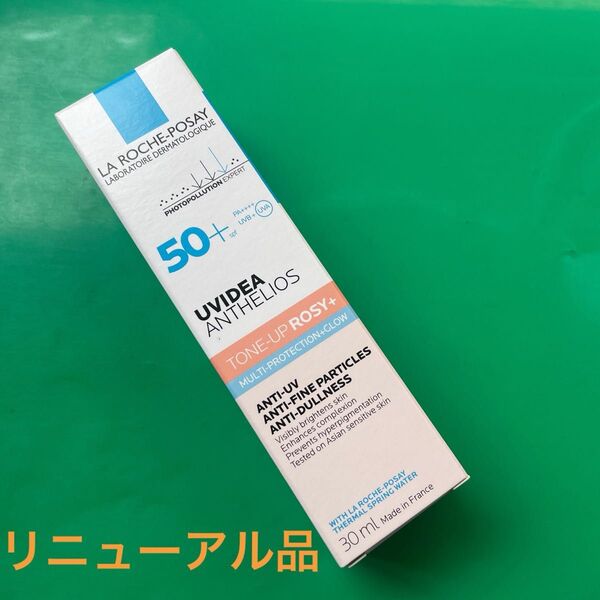 LA ROCHE-POSAY
LABORATOIRE DERMATOLOGIQUE
PHOTOPOLLUTION EXPERT
50+
SPF
PA++++
UVB + UVA
UVIDEA
ANTHELIOS
TONE-UP ROSY+
MULTI-PROTECTION+GLOW
ANTI-UV
ANTI-FINE PARTICLES
ANTI-DULLNESS
Visibly brightens skin
Enhances complexion
Prevents hyperpigmentation
Tested on Asian sensitive skin
WITH LA ROCHE-POSAY
THERMAL SPRING WATER
30 ml Made in France
リニューアル品